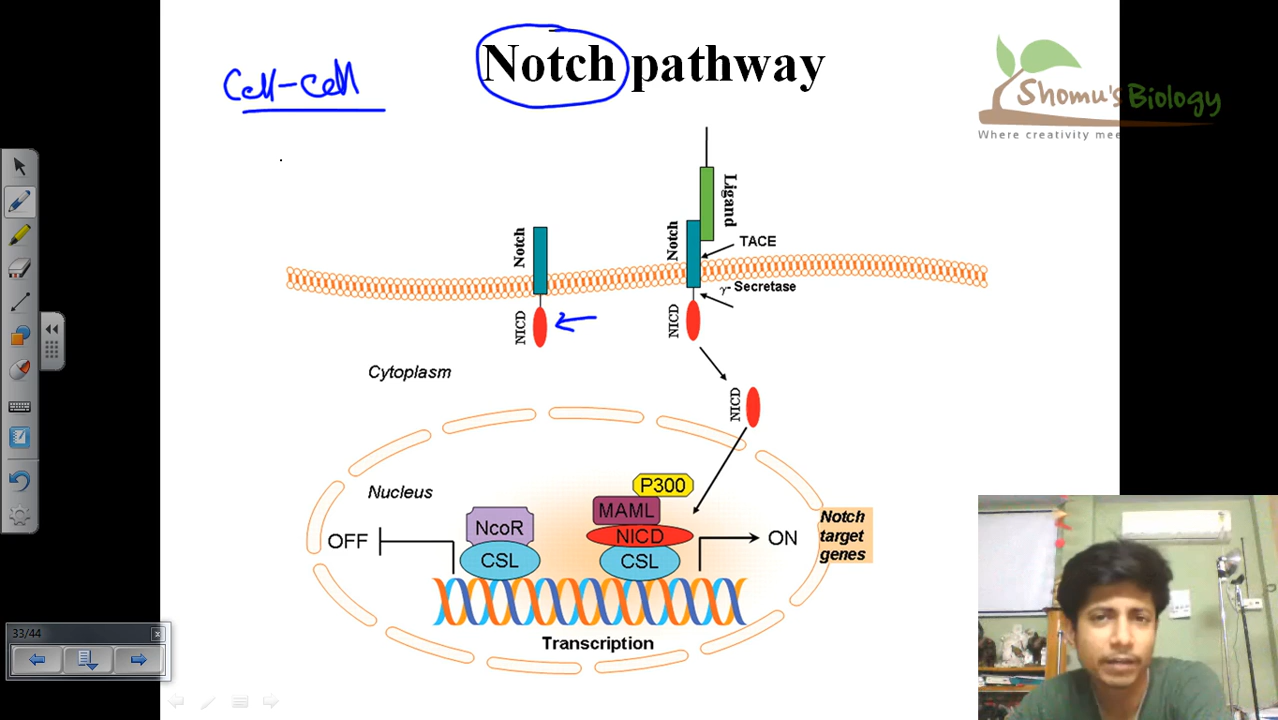 Cell-cell
Notch pathway
Shomu's Biology
Where creativity mee
Ligand
Notch
Notch
TACE
γ- Secretase
NICD
NICD
Cytoplasm
NICD
Nucleus
P300
MAML
NcoR
NICD
OFF
CSL
CSL
ON
Notch
target
genes
Transcription
33/44
x